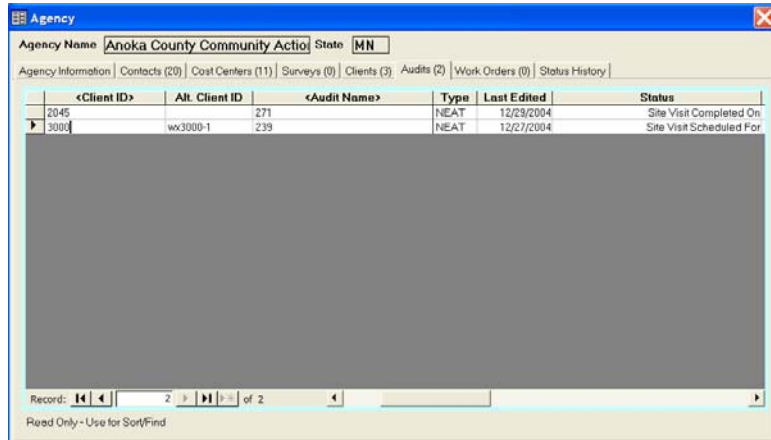 Agency
Agency Name Anoka County Community Actio State MN
Agency Information Contacts (20) Cost Centers (11) Surveys (0) Clients (3) Audits (2) Work Orders (0) Status History
<Client ID> Alt. Client ID <Audit Name> Type Last Edited Status
2045 271 NEAT 12/29/2004 Site Visit Completed On
3000 wx3000-1 239 NEAT 12/27/2004 Site Visit Scheduled For
Record: 2 of 2
Read Only - Use for Sort/Find